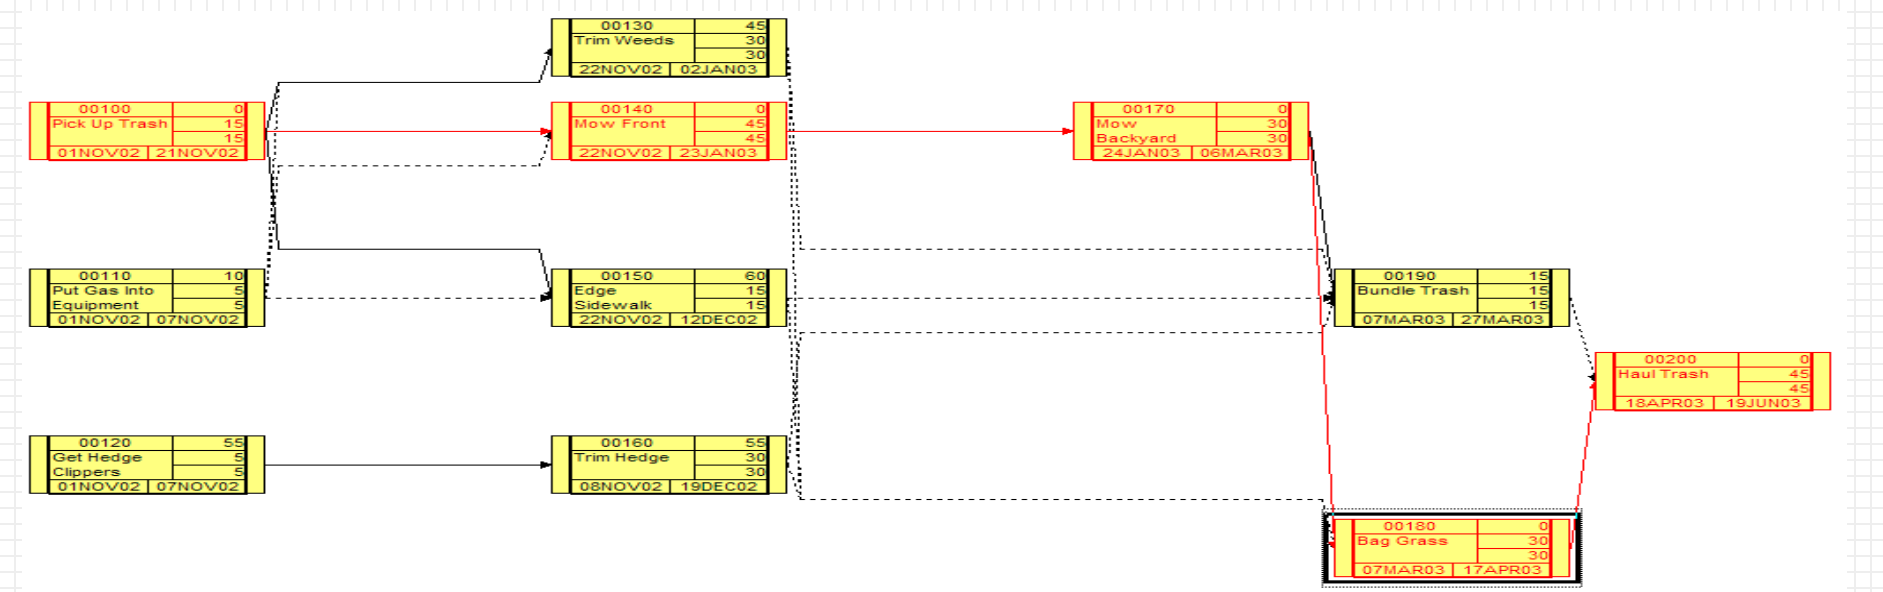 00130 45
Trim Weeds 30
30
22NOV02 02JAN03
00100 0
Pick Up Trash 15
15
01NOV02 21NOV02
00140 0
Mow Front 45
45
22NOV02 23JAN03
00170 0
Mow 30
Backyard 30
24JAN03 06MAR03
00110 10
Put Gas Into 5
Equipment 5
01NOV02 07NOV02
00150 60
Edge 15
Sidewalk 15
22NOV02 12DEC02
00190 15
Bundle Trash 15
15
07MAR03 27MAR03
00200 0
Haul Trash 45
45
18APR03 19JUN03
00120 55
Get Hedge 5
Clippers 5
01NOV02 07NOV02
00160 55
Trim Hedge 30
30
08NOV02 19DEC02
00180 0
Bag Grass 30
30
07MAR03 17APR03